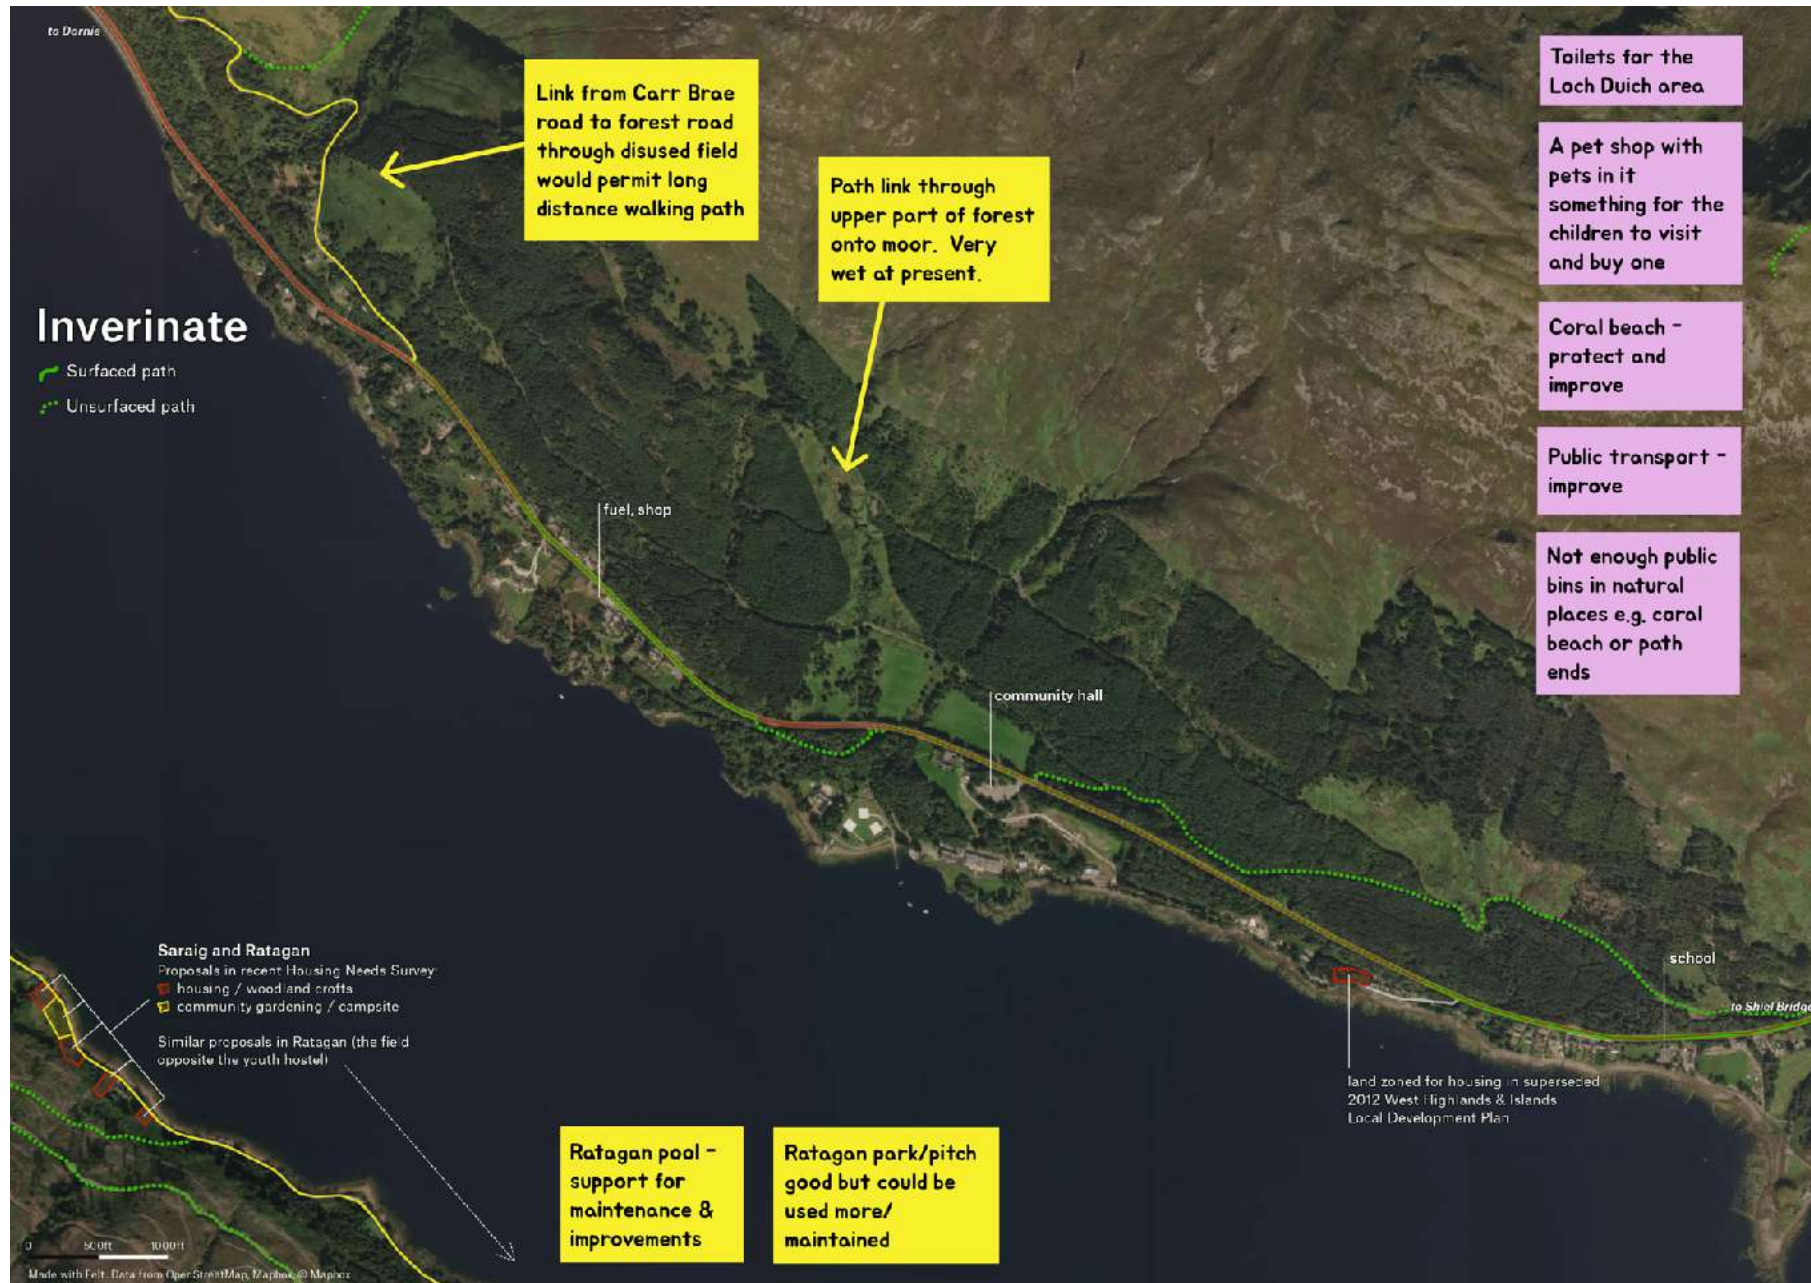 to Dornie
Link from Carr Brae
road to forest road
through disused field
would permit long
distance walking path
Path link through
upper part of forest
onto moor. Very
wet at present.
Toilets for the
Loch Duich area
A pet shop with
pets in it
something for the
children to visit
and buy one
Coral beach -
protect and
improve
Public transport -
improve
Not enough public
bins in natural
places e.g. coral
beach or path
ends
Inverinate
Surfaced path
Unsurfaced path
fuel, shop
community hall
school
to Shiel Bridge
land zoned for housing in superseded
2012 West Highlands & Islands
Local Development Plan
Saraig and Ratagan
Proposals in recent Housing Needs Survey:
housing / woodland crofts
community gardening / campsite
Similar proposals in Ratagan (the field
opposite the youth hostel)
Ratagan pool -
support for
maintenance &
improvements
Ratagan park/pitch
good but could be
used more/
maintained
0 500ft 1000ft
Made with Felt. Data from OpenStreetMap, Mapbox, © Mapbox